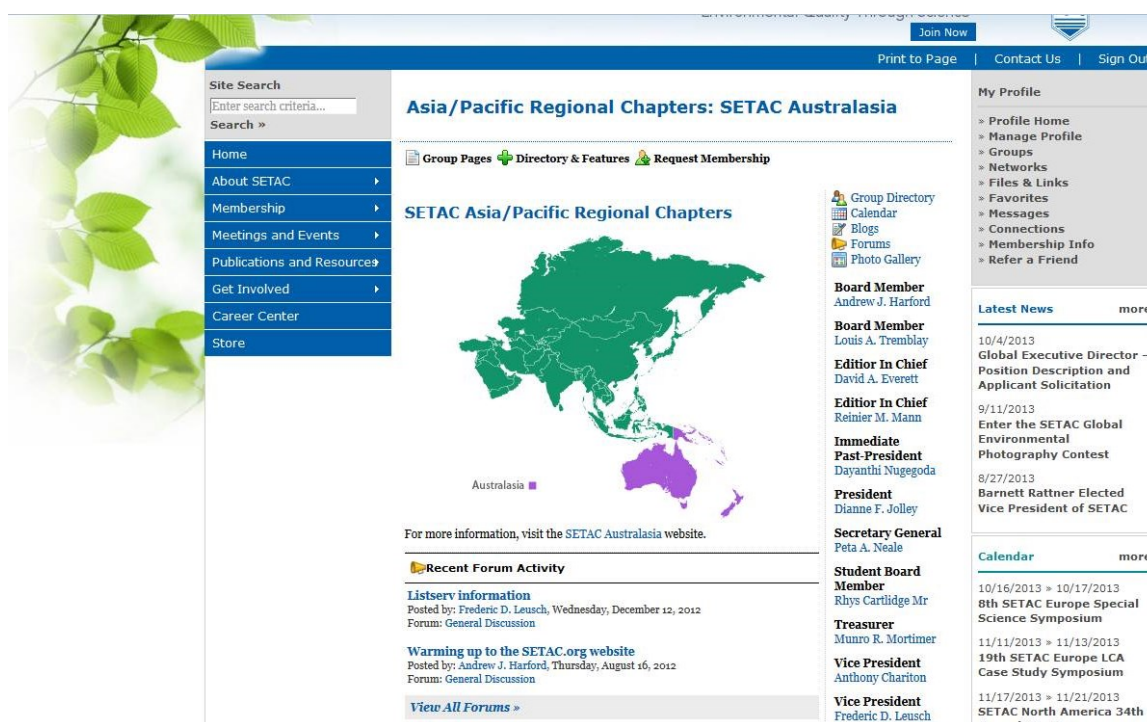 Environmental Quality Through Science
Join Now
Print to Page | Contact Us | Sign Out
Site Search
Enter search criteria...
Search »
Home
About SETAC
Membership
Meetings and Events
Publications and Resources
Get Involved
Career Center
Store
Asia/Pacific Regional Chapters: SETAC Australasia
Group Pages Directory & Features Request Membership
SETAC Asia/Pacific Regional Chapters
Australasia
For more information, visit the SETAC Australasia website.
Recent Forum Activity
Listserv information
Posted by: Frederic D. Leusch, Wednesday, December 12, 2012
Forum: General Discussion
Warming up to the SETAC.org website
Posted by: Andrew J. Harford, Thursday, August 16, 2012
Forum: General Discussion
View All Forums »
Group Directory
Calendar
Blogs
Forums
Photo Gallery
Board Member
Andrew J. Harford
Board Member
Louis A. Tremblay
Editior In Chief
David A. Everett
Editior In Chief
Reinier M. Mann
Immediate
Past-President
Dayanthi Nugegoda
President
Dianne F. Jolley
Secretary General
Peta A. Neale
Student Board
Member
Rhys Cartlidge Mr
Treasurer
Munro R. Mortimer
Vice President
Anthony Chariton
Vice President
Frederic D. Leusch
My Profile
» Profile Home
» Manage Profile
» Groups
» Networks
» Files & Links
» Favorites
» Messages
» Connections
» Membership Info
» Refer a Friend
Latest News more
10/4/2013
Global Executive Director -
Position Description and
Applicant Solicitation
9/11/2013
Enter the SETAC Global
Environmental
Photography Contest
8/27/2013
Barnett Rattner Elected
Vice President of SETAC
Calendar more
10/16/2013 » 10/17/2013
8th SETAC Europe Special
Science Symposium
11/11/2013 » 11/13/2013
19th SETAC Europe LCA
Case Study Symposium
11/17/2013 » 11/21/2013
SETAC North America 34th